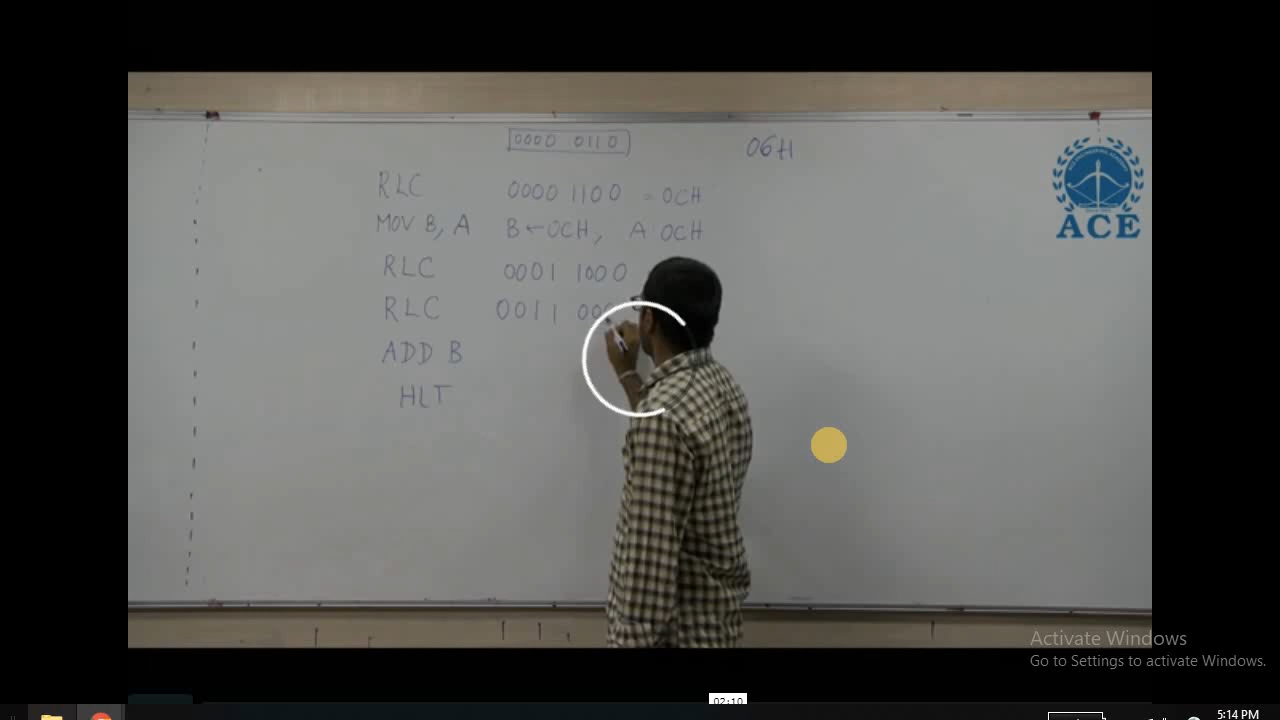 0000 0110 06H
RLC 0000 1100 = 0CH
MOV B, A B ← 0CH, A 0CH
RLC 0001 1000
RLC 0011 000
ADD B
HLT
ACE
Activate Windows
Go to Settings to activate Windows.
02:10
5:14 PM